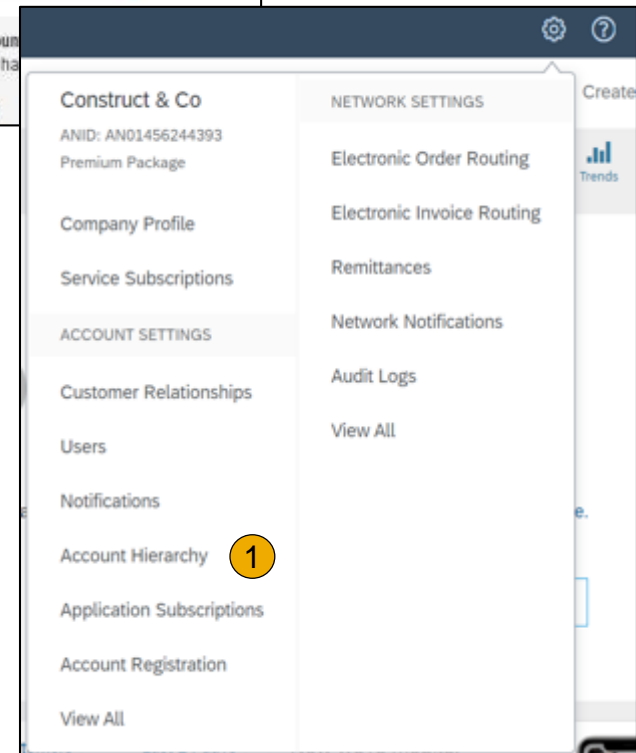 Construct & Co
ANID: AN01456244393
Premium Package
Company Profile
Service Subscriptions
ACCOUNT SETTINGS
Customer Relationships
Users
Notifications
Account Hierarchy 1
Application Subscriptions
Account Registration
View All
NETWORK SETTINGS
Electronic Order Routing
Electronic Invoice Routing
Remittances
Network Notifications
Audit Logs
View All
Create
Trends